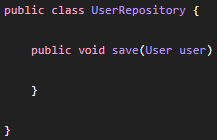 public class UserRepository {
public void save(User user)
}
}